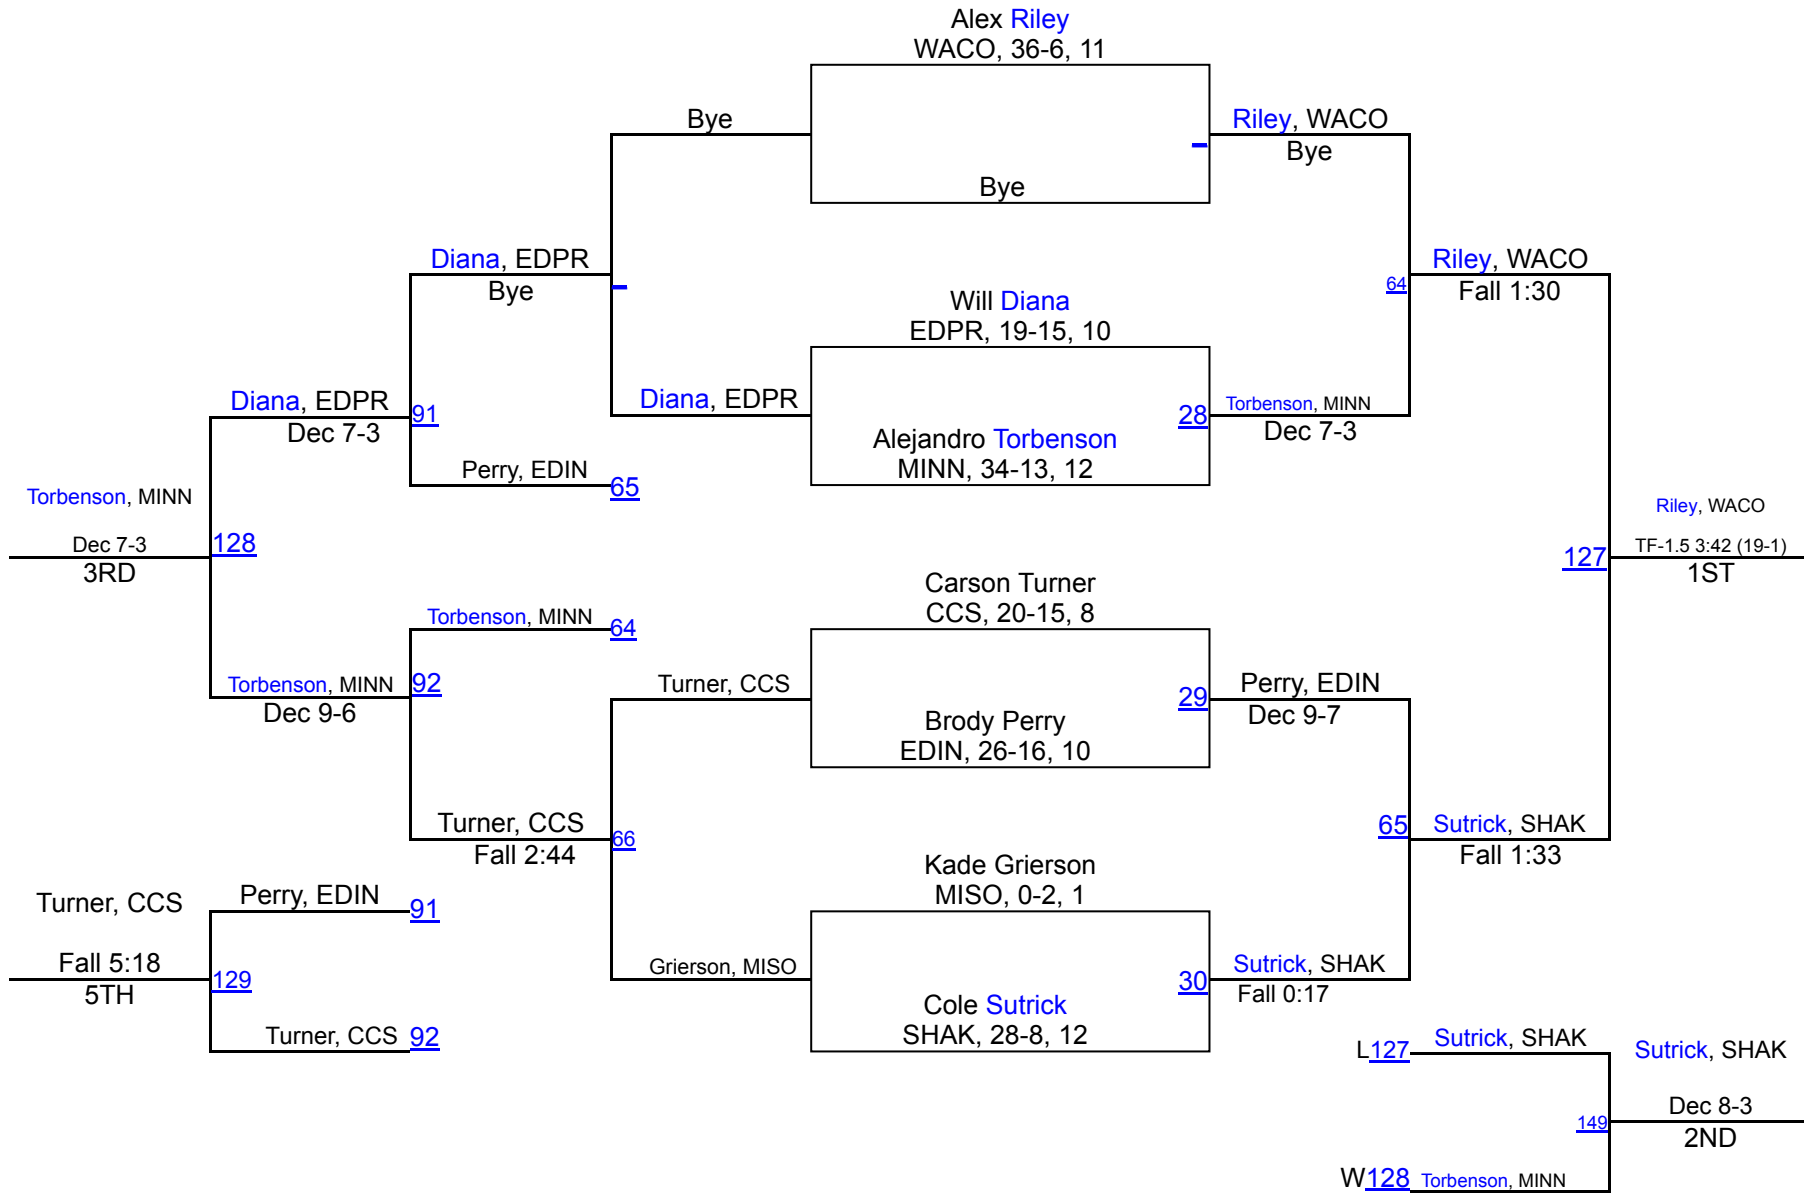 Alex Riley
WACO, 36-6, 11
Bye
Riley, WACO
-
Bye
Bye
Diana, EDPR
Bye
-
Riley, WACO
64
Fall 1:30
Will Diana
EDPR, 19-15, 10
Diana, EDPR
91
Dec 7-3
Diana, EDPR
28
Torbenson, MINN
Dec 7-3
Alejandro Torbenson
MINN, 34-13, 12
Perry, EDIN
65
Torbenson, MINN
Dec 7-3
128
3RD
Riley, WACO
127
TF-1.5 3:42 (19-1)
1ST
Carson Turner
CCS, 20-15, 8
Torbenson, MINN
64
Torbenson, MINN
92
Dec 9-6
Turner, CCS
29
Perry, EDIN
Dec 9-7
Brody Perry
EDIN, 26-16, 10
Turner, CCS
66
Fall 2:44
65
Sutrick, SHAK
Fall 1:33
Kade Grierson
MISO, 0-2, 1
Turner, CCS
Perry, EDIN
91
Fall 5:18
129
5TH
Grierson, MISO
30
Sutrick, SHAK
Fall 0:17
Cole Sutrick
SHAK, 28-8, 12
Turner, CCS
92
L127
Sutrick, SHAK
Sutrick, SHAK
Dec 8-3
149
2ND
W128
Torbenson, MINN